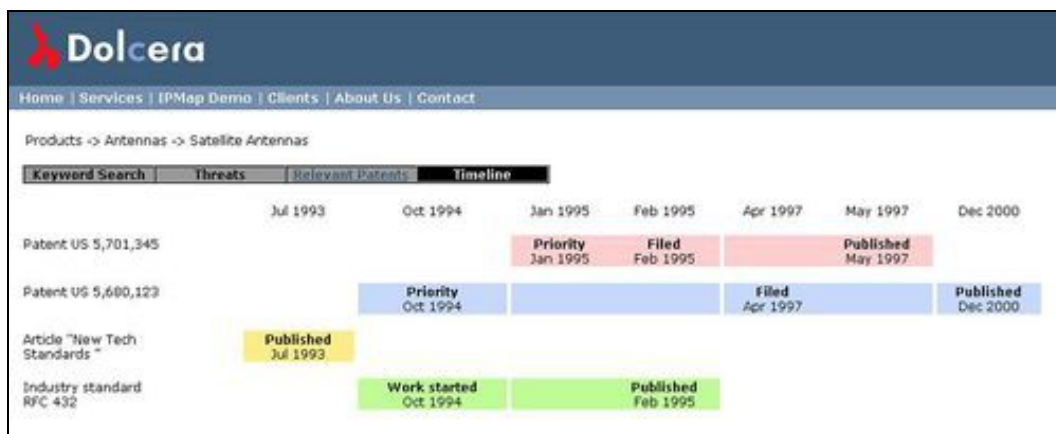 Dolcera
Home | Services | IPMap Demo | Clients | About Us | Contact
Products -> Antennas -> Satellite Antennas
Keyword Search Threats Relevant Patents Timeline
Jul 1993 Oct 1994 Jan 1995 Feb 1995 Apr 1997 May 1997 Dec 2000
Patent US 5,701,345 Priority Filed Published
Jan 1995 Feb 1995 May 1997
Patent US 5,680,123 Priority Filed Published
Oct 1994 Apr 1997 Dec 2000
Article "New Tech Published
Standards " Jul 1993
Industry standard Work started Published
RFC 432 Oct 1994 Feb 1995